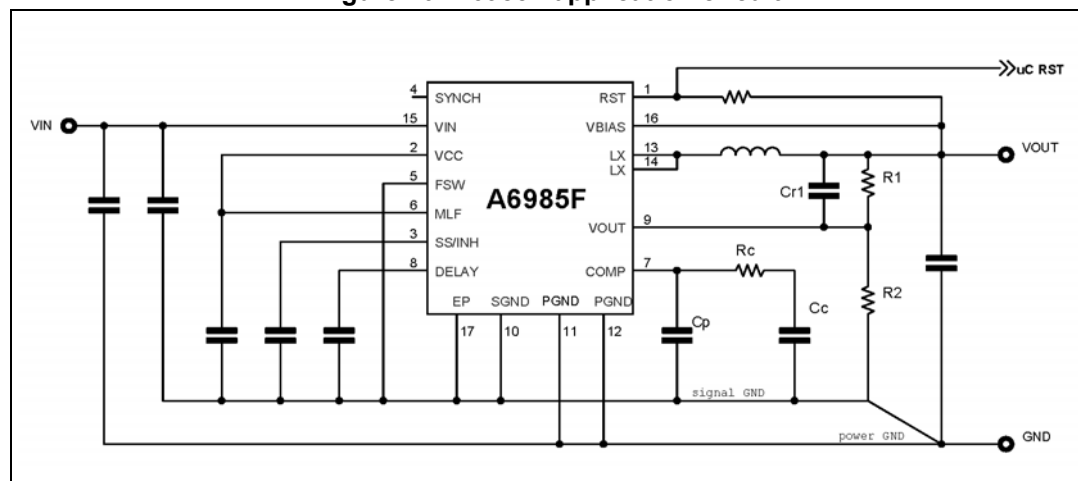 4 SYNCH RST 1 uC RST
VIN 15 VIN VBIAS 16
2 VCC LX 13 VOUT
LX 14
5 FSW R1
A6985F Cr1
6 MLF VOUT 9
3 SS/INH Rc
8 DELAY COMP 7
R2
EP SGND PGND PGND
17 10 11 12 Cp Cc
signal GND
power GND GND